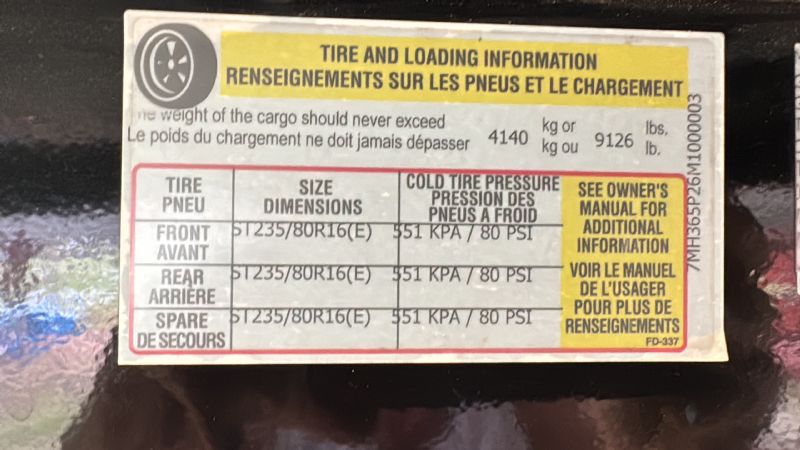 TIRE AND LOADING INFORMATION
RENSEIGNEMENTS SUR LES PNEUS ET LE CHARGEMENT
The weight of the cargo should never exceed
Le poids du chargement ne doit jamais dépasser
4140 kg or 9126 lbs.
kg ou lb.
TIRE SIZE COLD TIRE PRESSURE
PNEU DIMENSIONS PRESSION DES
PNEUS A FROID
FRONT ST235/80R16(E) 551 KPA / 80 PSI
AVANT
REAR ST235/80R16(E) 551 KPA / 80 PSI
ARRIÈRE
SPARE ST235/80R16(E) 551 KPA / 80 PSI
DE SECOURS
SEE OWNER'S
MANUAL FOR
ADDITIONAL
INFORMATION
VOIR LE MANUEL
DE L'USAGER
POUR PLUS DE
RENSEIGNEMENTS
FD-337
7MH365P26M1000003